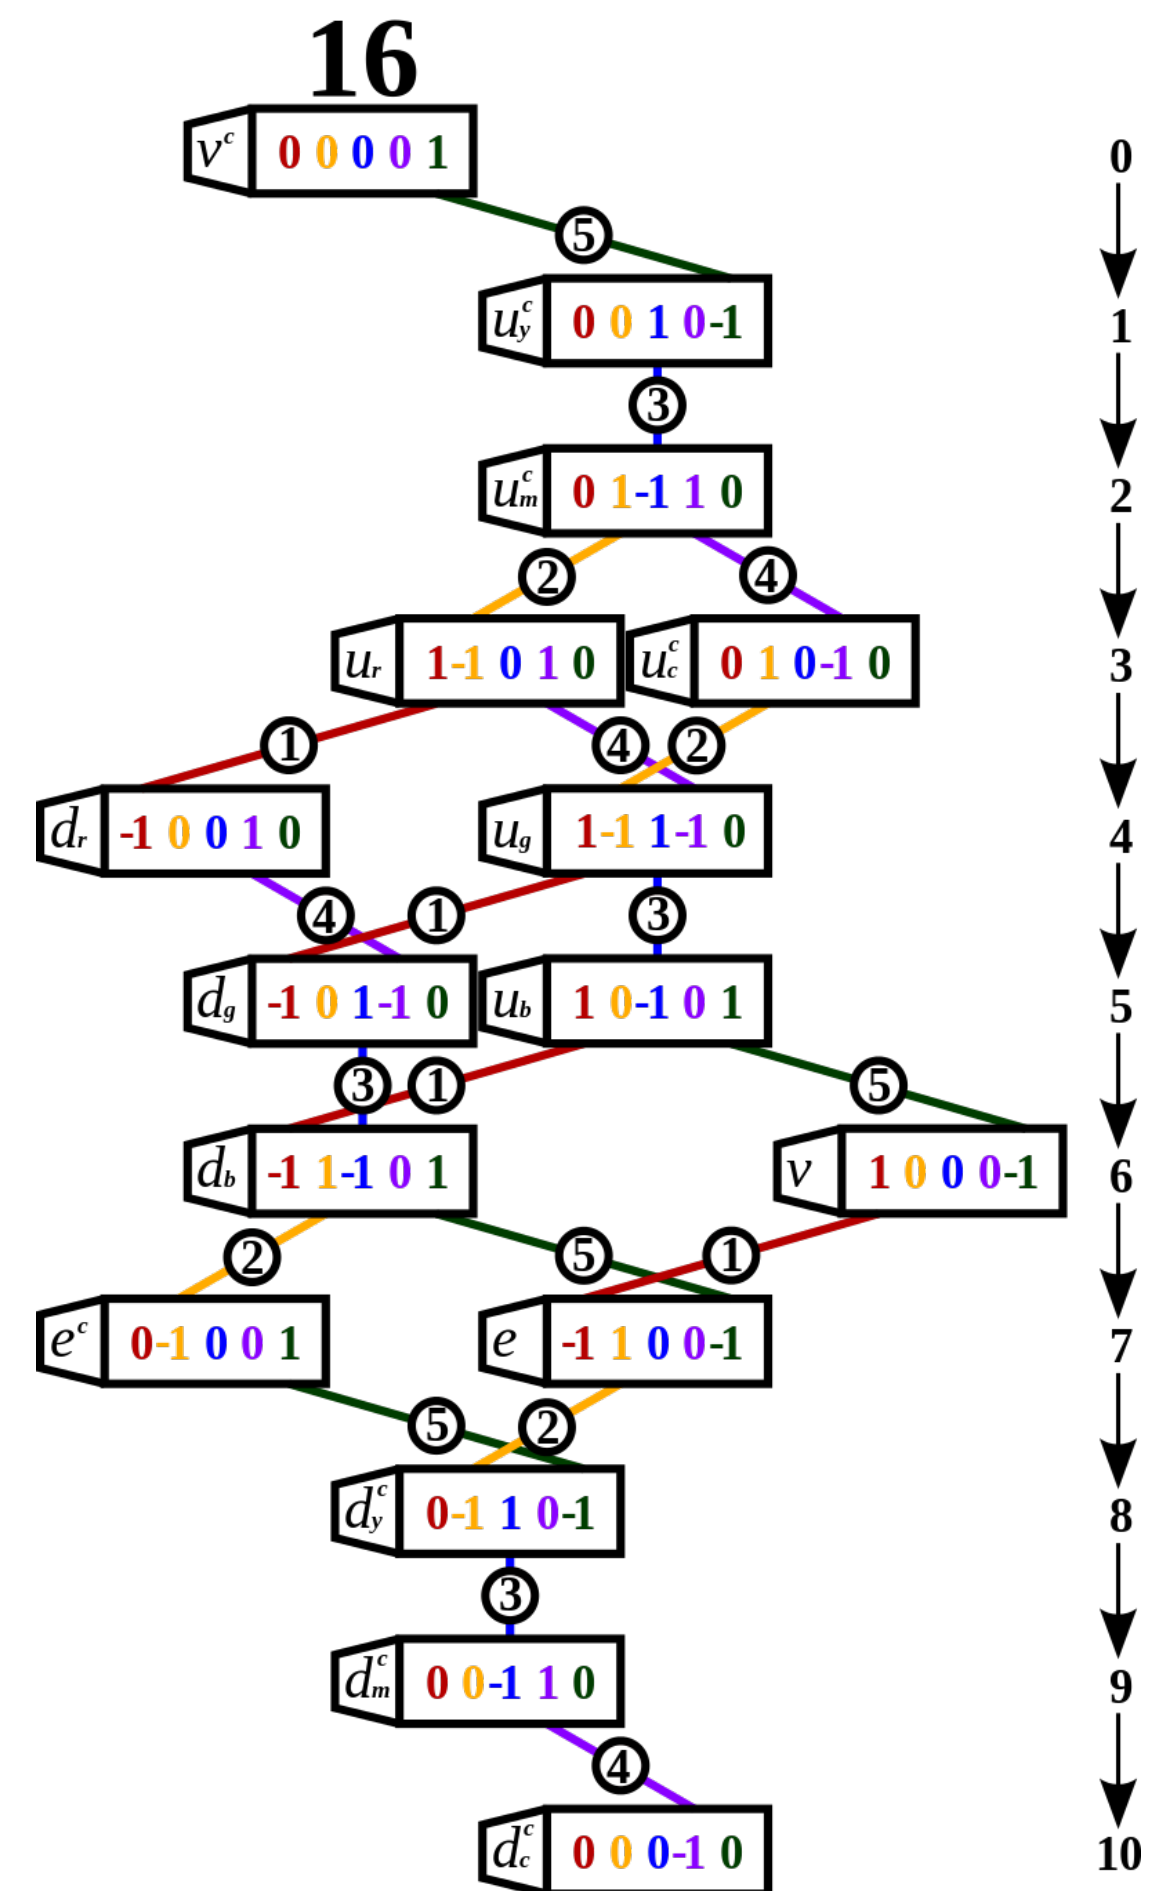 16
v^c 0 0 0 0 1 0
5
u_y^c 0 0 1 0 -1 1
3
u_m^c 0 1 -1 1 0 2
2 4
u_r 1 -1 0 1 0 u_c^c 0 1 0 -1 0 3
1 4 2
d_r -1 0 0 1 0 u_g 1 -1 1 -1 0 4
4 1 3
d_g -1 0 1 -1 0 u_b 1 0 -1 0 1 5
3 1 5
d_b -1 1 -1 0 1 v 1 0 0 0 -1 6
2 5 1
e^c 0 -1 0 0 1 e -1 1 0 0 -1 7
5 2
d_y^c 0 -1 1 0 -1 8
3
d_m^c 0 0 -1 1 0 9
4
d_c^c 0 0 0 -1 0 10